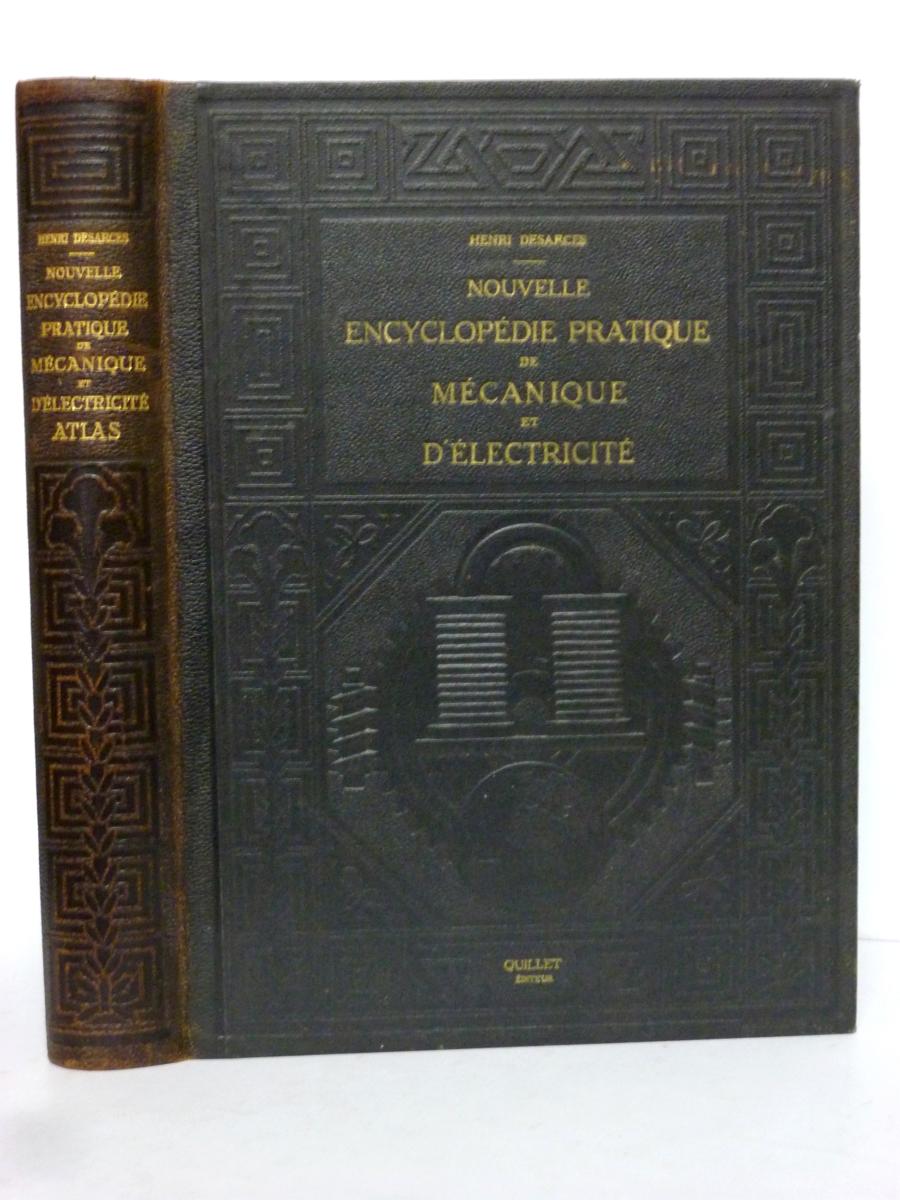 HENRI DESARCES
NOUVELLE
ENCYCLOPÉDIE
PRATIQUE
DE
MÉCANIQUE
ET
D'ÉLECTRICITÉ
ATLAS
HENRI DESARCES
NOUVELLE
ENCYCLOPÉDIE PRATIQUE
DE
MÉCANIQUE
ET
D'ÉLECTRICITÉ
QUILLET
ÉDITEUR